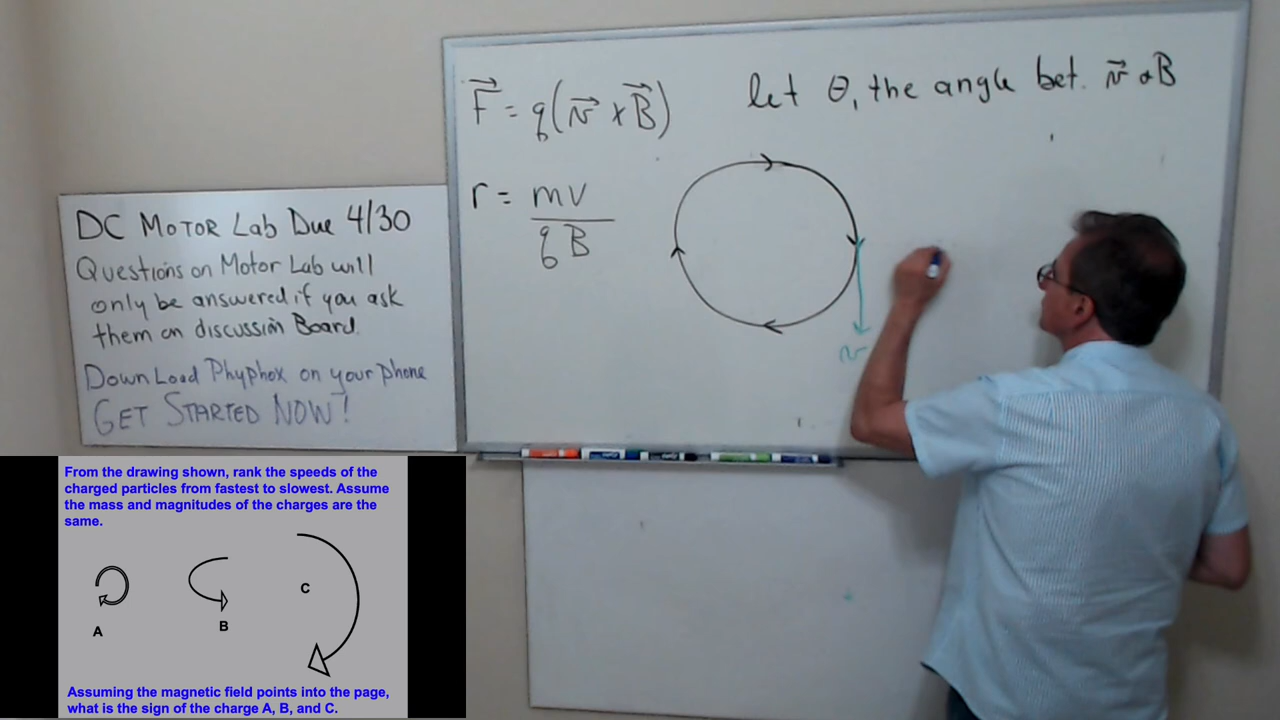 F = q(v x B)
let θ, the angle bet. v & B
r = mv
qB
v
DC MOTOR Lab Due 4/30
Questions on Motor Lab will
only be answered if you ask
them on discussion Board.
DownLoad Phyphox on your phone
GET STARTED NOW!
From the drawing shown, rank the speeds of the
charged particles from fastest to slowest. Assume
the mass and magnitudes of the charges are the
same.
A
B
C
Assuming the magnetic field points into the page,
what is the sign of the charge A, B, and C.